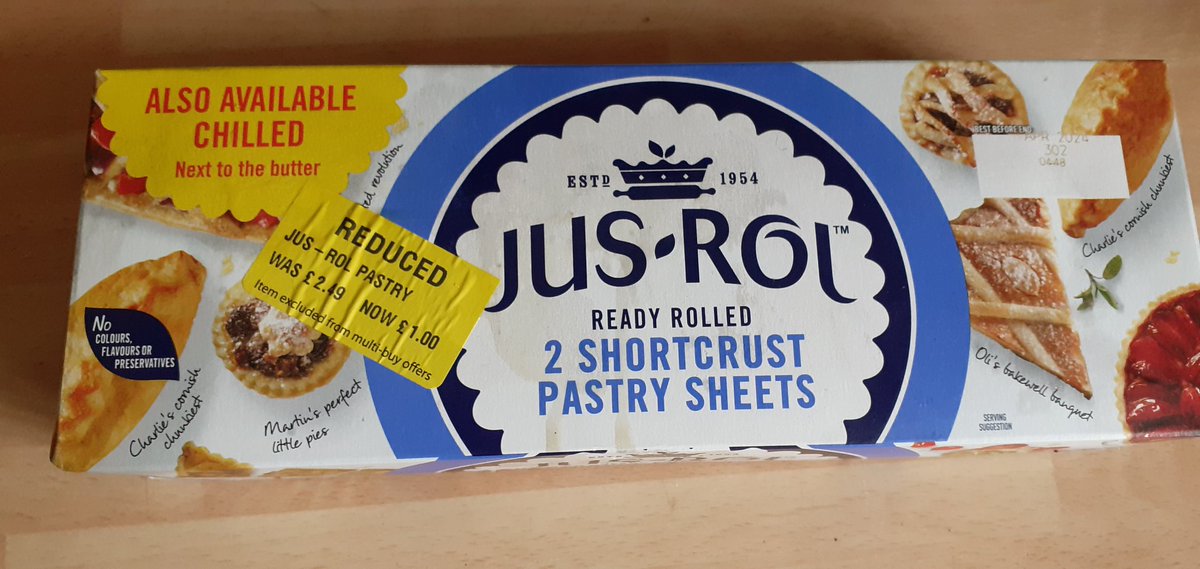 ALSO AVAILABLE
CHILLED
Next to the butter
revolution
REDUCED
JUS-ROL PASTRY
WAS £2.49 NOW £1.00
Item excluded from multi-buy offers
No
COLOURS,
FLAVOURS OR
PRESERVATIVES
Charlie's cornish
chunkiest
Martin's perfect
little pies
ESTD 1954
JUS-ROL™
READY ROLLED
2 SHORTCRUST
PASTRY SHEETS
BEST BEFORE END
APR 2024
302
0448
Charlie's cornish chunkiest
Oli's bakewell banquet
SERVING
SUGGESTION